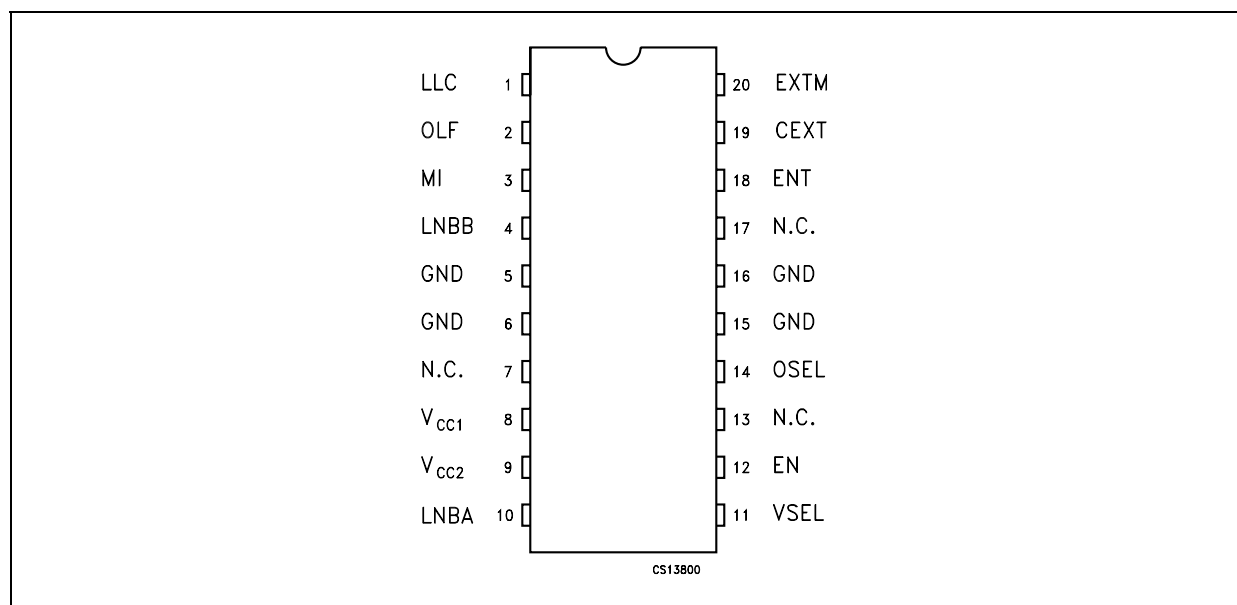 LLC 1 20 EXTM
OLF 2 19 CEXT
MI 3 18 ENT
LNBB 4 17 N.C.
GND 5 16 GND
GND 6 15 GND
N.C. 7 14 OSEL
VCC1 8 13 N.C.
VCC2 9 12 EN
LNBA 10 11 VSEL
CS13800